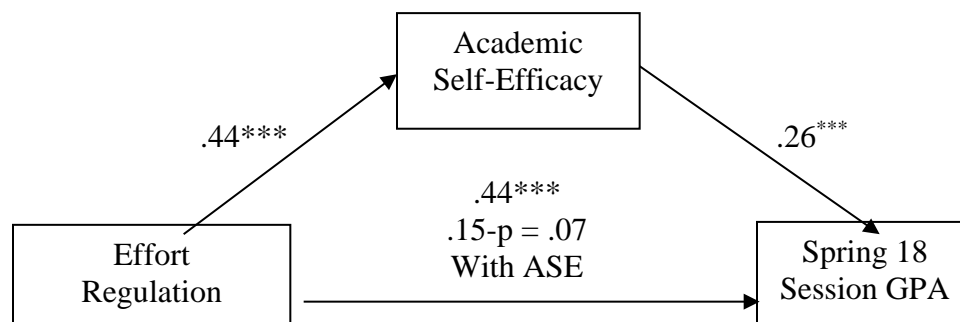 Academic
Self-Efficacy
.44***
.26***
.44***
.15-p = .07
With ASE
Effort
Regulation
Spring 18
Session GPA